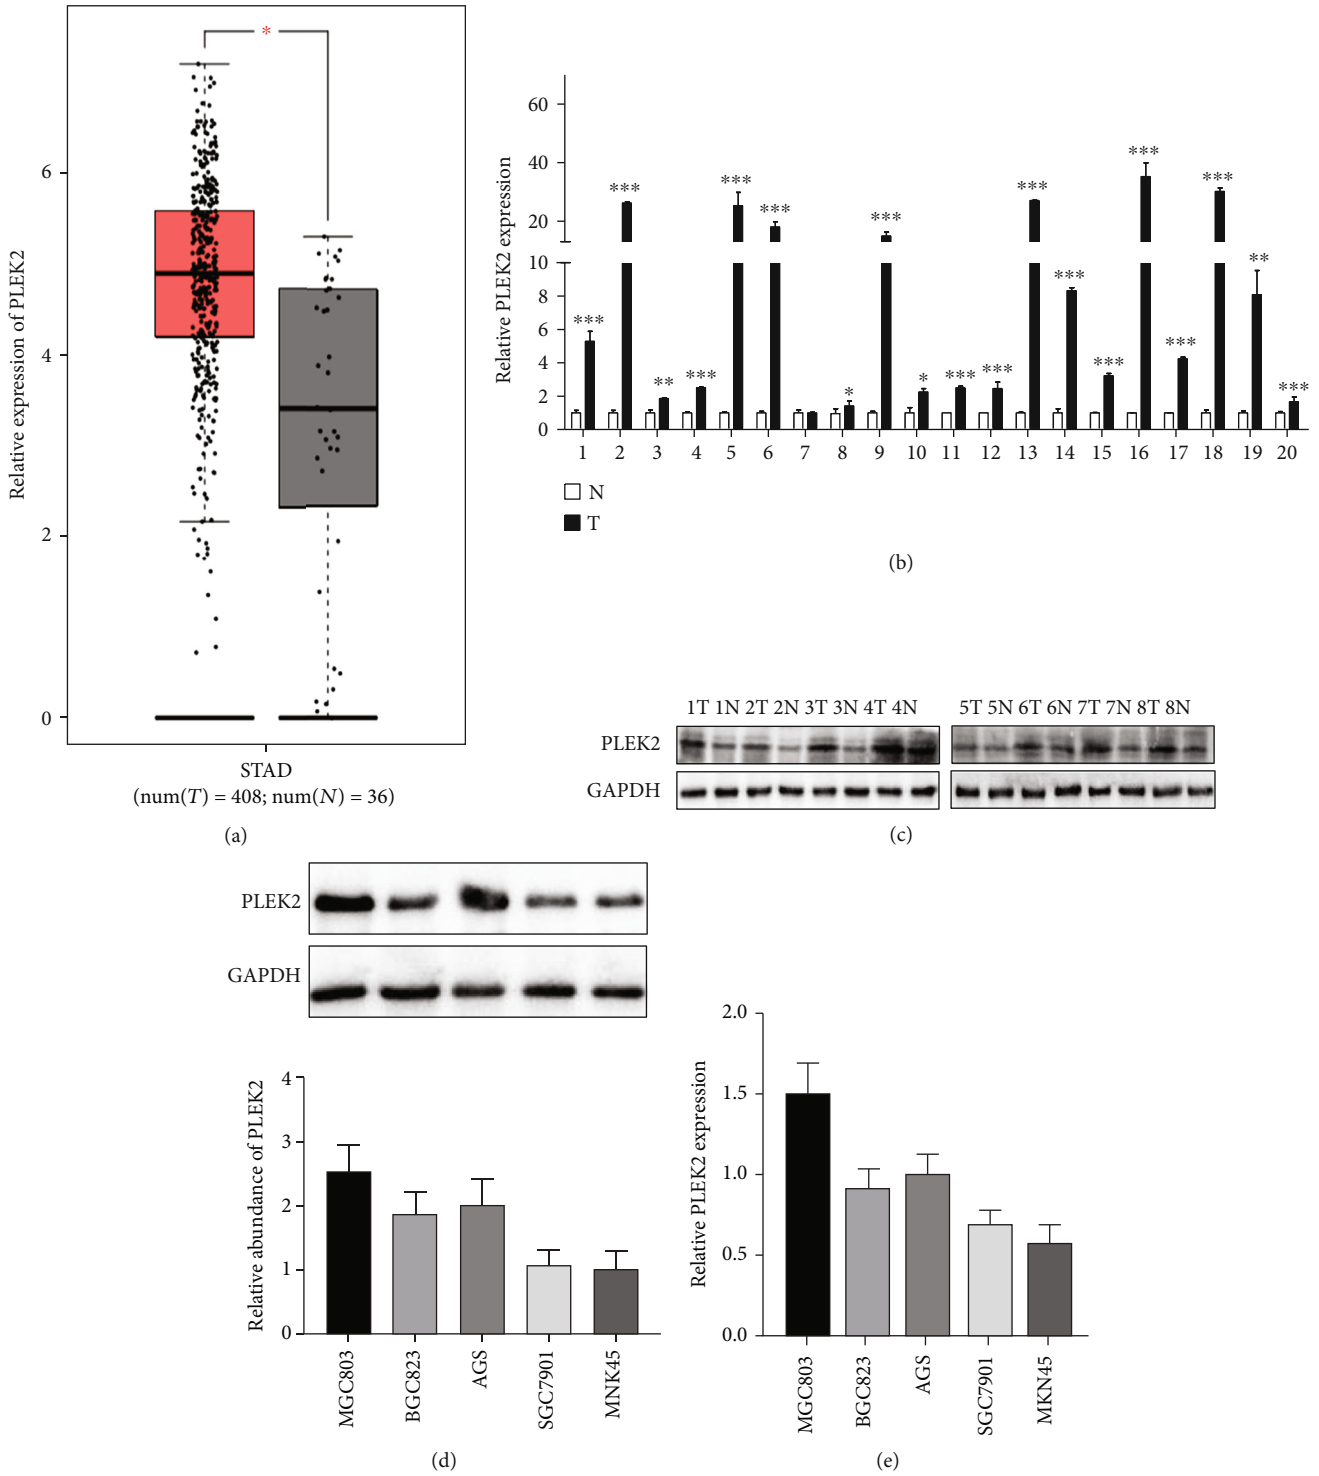 *
Relative expression of PLEK2
6
4
2
0
STAD
(num(T) = 408; num(N) = 36)
(a)
Relative PLEK2 expression
60
40
20
10
8
6
4
2
0
*** *** ** *** *** *** * *** * *** *** *** *** *** *** *** *** ** ***
1 2 3 4 5 6 7 8 9 10 11 12 13 14 15 16 17 18 19 20
N
T
(b)
1T 1N 2T 2N 3T 3N 4T 4N
5T 5N 6T 6N 7T 7N 8T 8N
PLEK2
GAPDH
(c)
PLEK2
GAPDH
Relative abundance of PLEK2
4
3
2
1
0
MGC803
BGC823
AGS
SGC7901
MNK45
(d)
Relative PLEK2 expression
2.0
1.5
1.0
0.5
0.0
MGC803
BGC823
AGS
SGC7901
MKN45
(e)